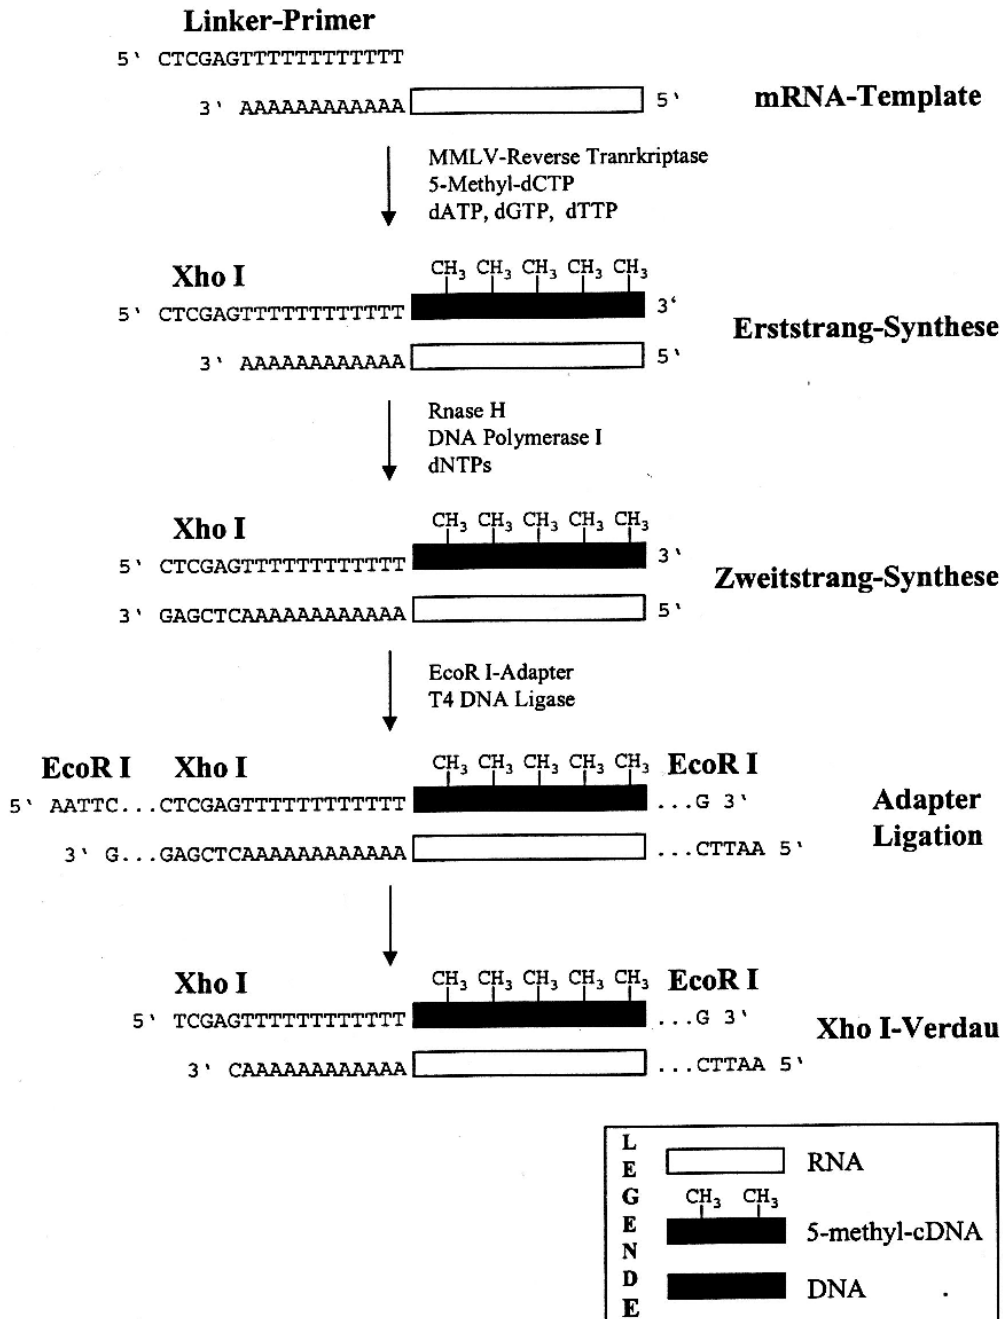 Linker-Primer
5' CTCGAGTTTTTTTTTTTTT
3' AAAAAAAAAAAAA 5' mRNA-Template
MMLV-Reverse Tranrkriptase
5-Methyl-dCTP
dATP, dGTP, dTTP
Xho I CH3 CH3 CH3 CH3 CH3
5' CTCGAGTTTTTTTTTTTTT 3'
Erststrang-Synthese
3' AAAAAAAAAAAAA 5'
Rnase H
DNA Polymerase I
dNTPs
Xho I CH3 CH3 CH3 CH3 CH3
5' CTCGAGTTTTTTTTTTTTT 3'
Zweitstrang-Synthese
3' GAGCTCAAAAAAAAAAAAA 5'
EcoR I-Adapter
T4 DNA Ligase
EcoR I Xho I CH3 CH3 CH3 CH3 CH3 EcoR I
5' AATTC...CTCGAGTTTTTTTTTTTTT ...G 3' Adapter
Ligation
3' G...GAGCTCAAAAAAAAAAAAA ...CTTAA 5'
Xho I CH3 CH3 CH3 CH3 CH3 EcoR I
5' TCGAGTTTTTTTTTTTTT ...G 3'
Xho I-Verdau
3' CAAAAAAAAAAAAA ...CTTAA 5'
LEGENDE
RNA
CH3 CH3
5-methyl-cDNA
DNA